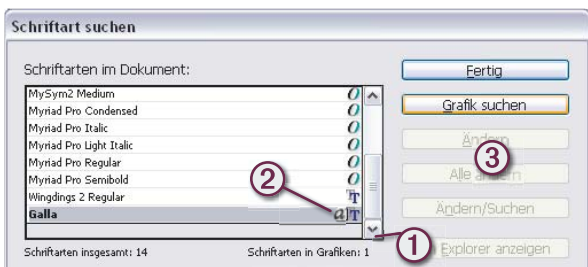 Schriftart suchen
Schriftarten im Dokument:
MySym2 Medium
Myriad Pro Condensed
Myriad Pro Italic
Myriad Pro Light Italic
Myriad Pro Regular
Myriad Pro Semibold
Wingdings 2 Regular
Galla
Schriftarten insgesamt: 14
Schriftarten in Grafiken: 1
Fertig
Grafik suchen
Ändern
Alle ändern
Ändern/Suchen
Explorer anzeigen
2
3
1